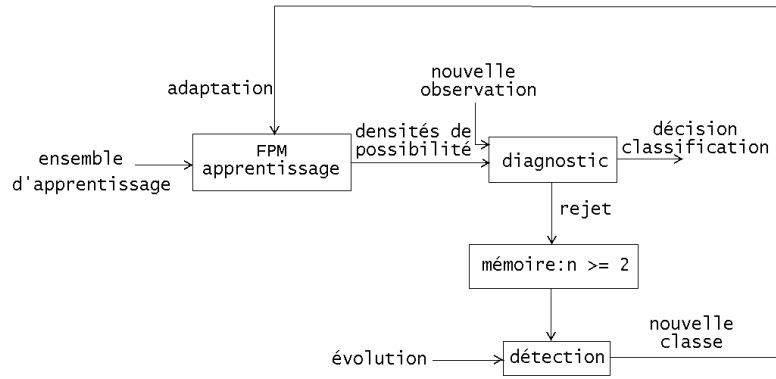 adaptation
nouvelle
observation
ensemble
d'apprentissage
FPM
apprentissage
densités de
possibilité
diagnostic
décision
classification
rejet
mémoire:n >= 2
évolution
détection
nouvelle
classe